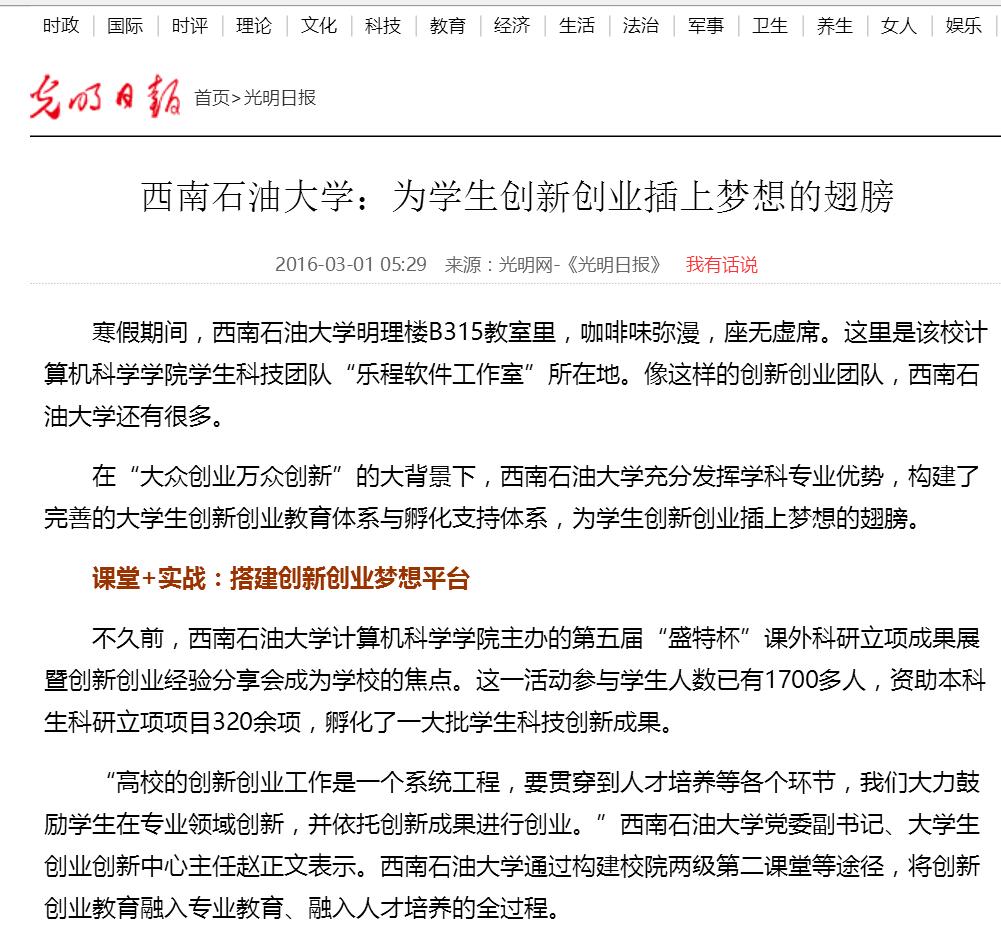 时政 | 国际 | 时评 | 理论 | 文化 | 科技 | 教育 | 经济 | 生活 | 法治 | 军事 | 卫生 | 养生 | 女人 | 娱乐 |
光明日报 首页>光明日报
西南石油大学：为学生创新创业插上梦想的翅膀
2016-03-01 05:29 来源：光明网-《光明日报》 我有话说
寒假期间，西南石油大学明理楼B315教室里，咖啡味弥漫，座无虚席。这里是该校计
算机科学学院学生科技团队“乐程软件工作室”所在地。像这样的创新创业团队，西南石
油大学还有很多。
在“大众创业万众创新”的大背景下，西南石油大学充分发挥学科专业优势，构建了
完善的大学生创新创业教育体系与孵化支持体系，为学生创新创业插上梦想的翅膀。
课堂+实战：搭建创新创业梦想平台
不久前，西南石油大学计算机科学学院主办的第五届“盛特杯”课外科研立项成果展
暨创新创业经验分享会成为学校的焦点。这一活动参与学生人数已有1700多人，资助本科
生科研立项项目320余项，孵化了一大批学生科技创新成果。
“高校的创新创业工作是一个系统工程，要贯穿到人才培养等各个环节，我们大力鼓
励学生在专业领域创新，并依托创新成果进行创业。”西南石油大学党委副书记、大学生
创业创新中心主任赵正文表示。西南石油大学通过构建校院两级第二课堂等途径，将创新
创业教育融入专业教育、融入人才培养的全过程。